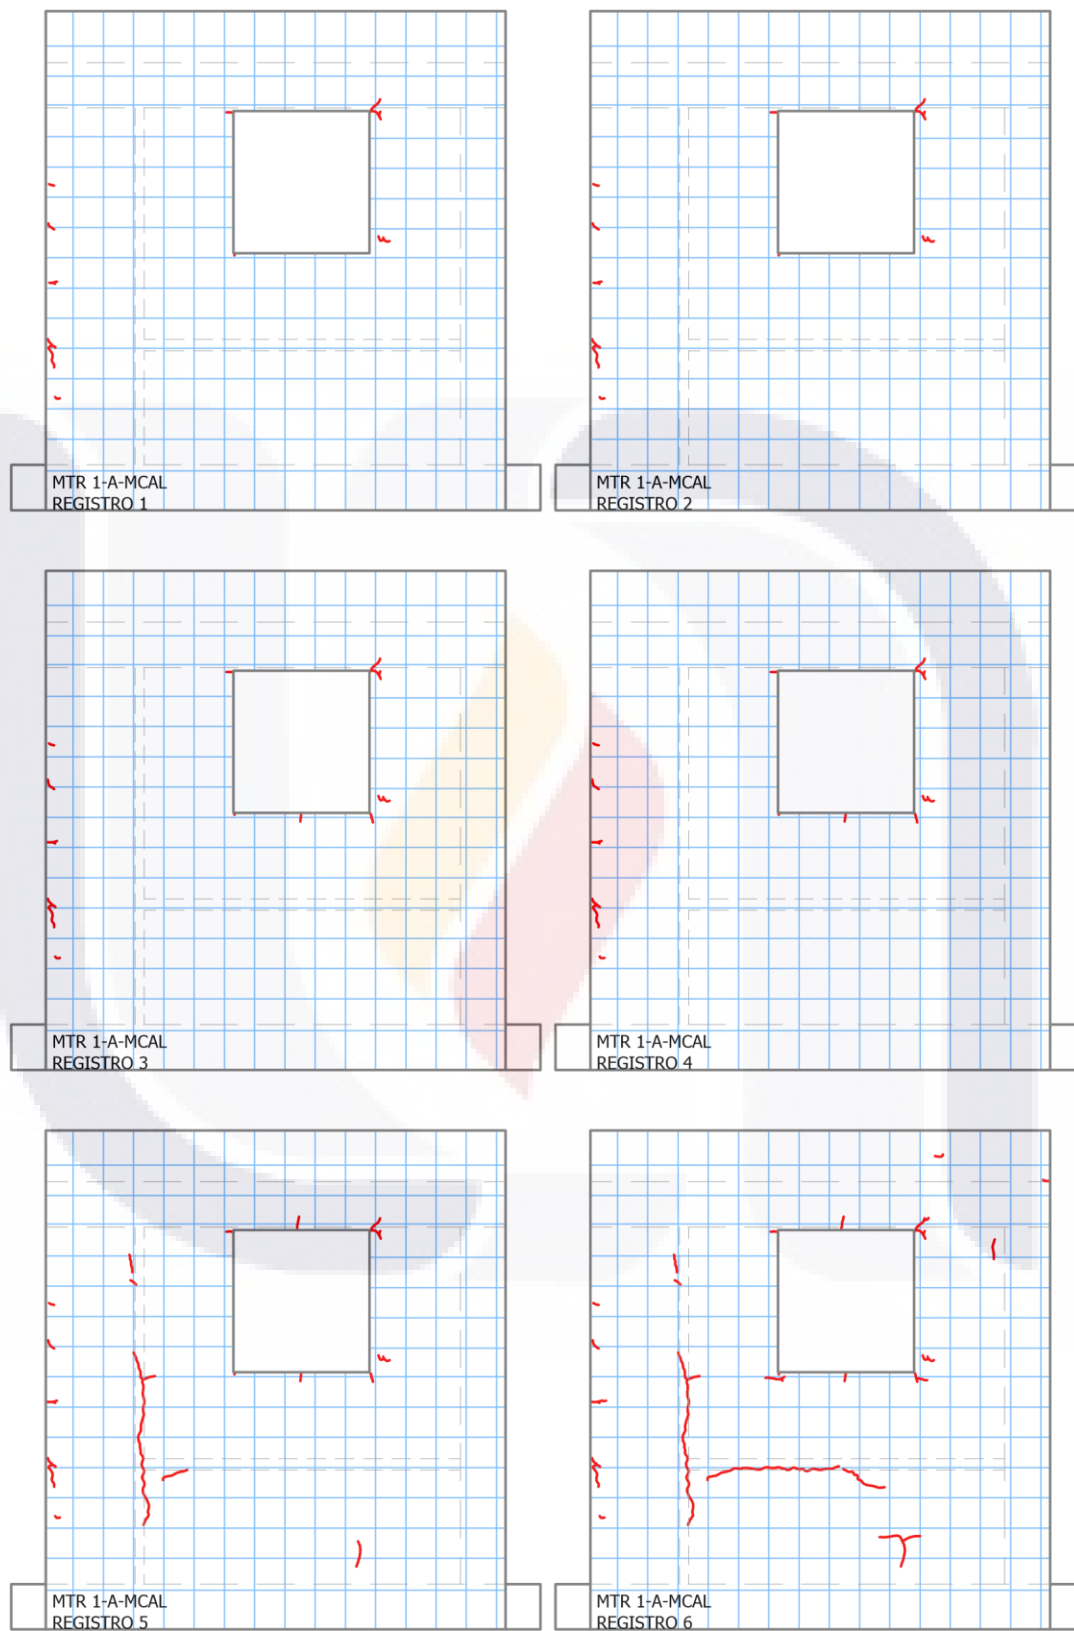 MTR 1-A-MCAL
REGISTRO 1
MTR 1-A-MCAL
REGISTRO 2
MTR 1-A-MCAL
REGISTRO 3
MTR 1-A-MCAL
REGISTRO 4
MTR 1-A-MCAL
REGISTRO 5
MTR 1-A-MCAL
REGISTRO 6